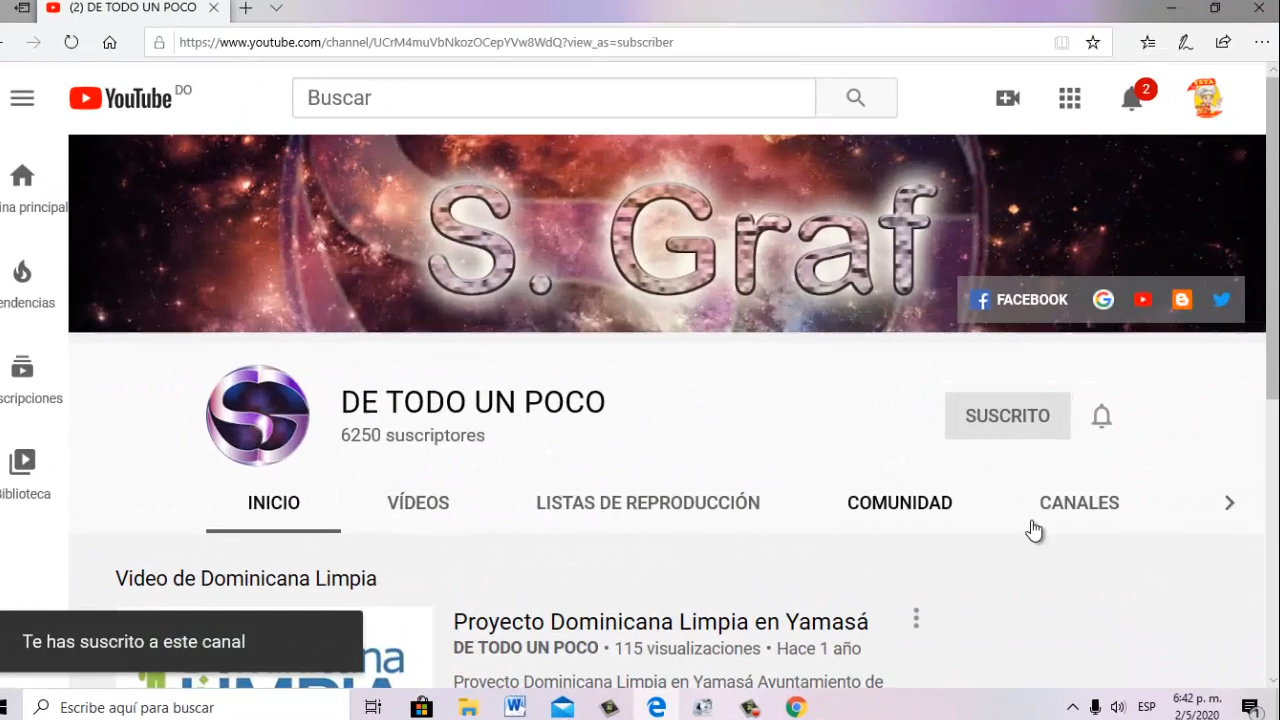 (2) DE TODO UN POCO
https://www.youtube.com/channel/UCrM4muVbNkozOCepYVw8WdQ?view_as=subscriber
YouTube DO
Buscar
2
S. Graf
FACEBOOK
ina principal
endencias
scripciones
Biblioteca
DE TODO UN POCO
6250 suscriptores
SUSCRITO
INICIO VÍDEOS LISTAS DE REPRODUCCIÓN COMUNIDAD CANALES
Video de Dominicana Limpia
Proyecto Dominicana Limpia en Yamasá
DE TODO UN POCO • 115 visualizaciones • Hace 1 año
Proyecto Dominicana Limpia en Yamasá Ayuntamiento de
Te has suscrito a este canal
Escribe aquí para buscar
ESP
6:42 p. m.
2/5/2020